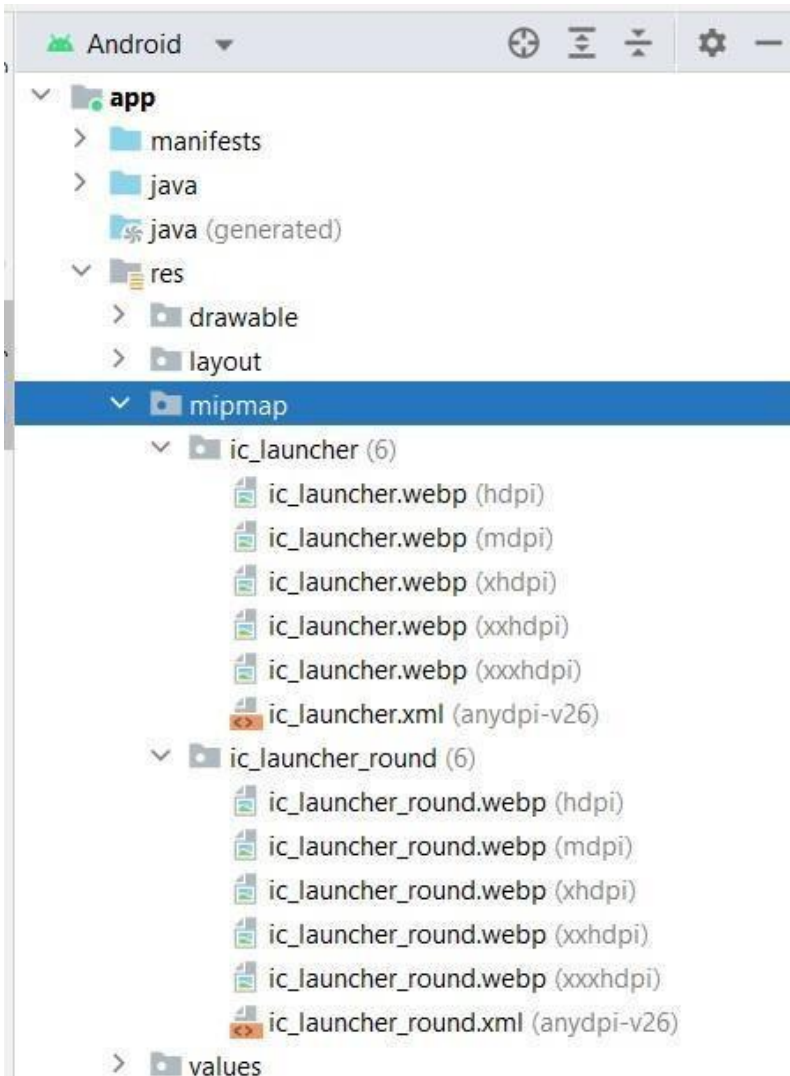 Android
app
manifests
java
java (generated)
res
drawable
layout
mipmap
ic_launcher (6)
ic_launcher.webp (hdpi)
ic_launcher.webp (mdpi)
ic_launcher.webp (xhdpi)
ic_launcher.webp (xxhdpi)
ic_launcher.webp (xxxhdpi)
ic_launcher.xml (anydpi-v26)
ic_launcher_round (6)
ic_launcher_round.webp (hdpi)
ic_launcher_round.webp (mdpi)
ic_launcher_round.webp (xhdpi)
ic_launcher_round.webp (xxhdpi)
ic_launcher_round.webp (xxxhdpi)
ic_launcher_round.xml (anydpi-v26)
values